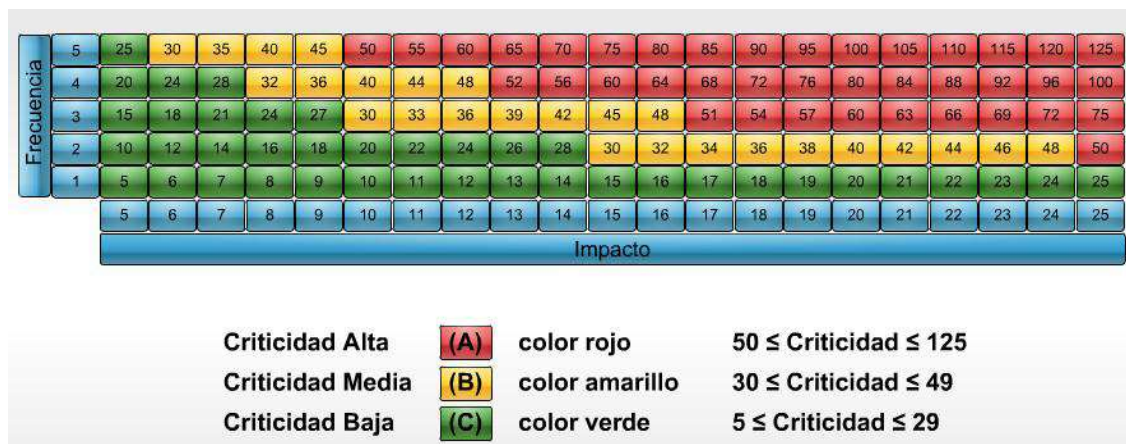 Frecuencia
5 25 30 35 40 45 50 55 60 65 70 75 80 85 90 95 100 105 110 115 120 125
4 20 24 28 32 36 40 44 48 52 56 60 64 68 72 76 80 84 88 92 96 100
3 15 18 21 24 27 30 33 36 39 42 45 48 51 54 57 60 63 66 69 72 75
2 10 12 14 16 18 20 22 24 26 28 30 32 34 36 38 40 42 44 46 48 50
1 5 6 7 8 9 10 11 12 13 14 15 16 17 18 19 20 21 22 23 24 25
5 6 7 8 9 10 11 12 13 14 15 16 17 18 19 20 21 22 23 24 25
Impacto
Criticidad Alta (A) color rojo 50 ≤ Criticidad ≤ 125
Criticidad Media (B) color amarillo 30 ≤ Criticidad ≤ 49
Criticidad Baja (C) color verde 5 ≤ Criticidad ≤ 29